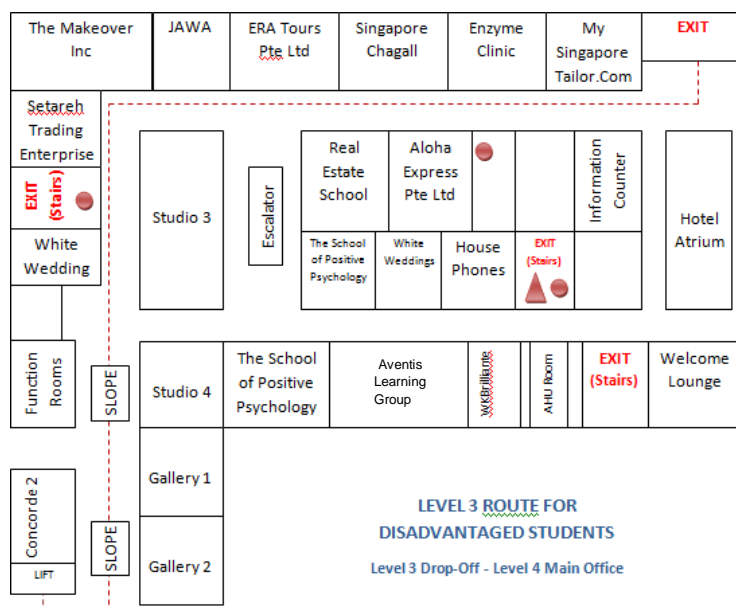 The Makeover
Inc
JAWA
ERA Tours
Pte Ltd
Singapore
Chagall
Enzyme
Clinic
My
Singapore
Tailor.Com
EXIT
Setareh
Trading
Enterprise
EXIT
(Stairs)
White
Wedding
Function
Rooms
Concorde 2
LIFT
SLOPE
SLOPE
Studio 3
Escalator
Real
Estate
School
Aloha
Express
Pte Ltd
Information
Counter
Hotel
Atrium
The School
of Positive
Psychology
White
Weddings
House
Phones
EXIT
(Stairs)
Studio 4
The School
of Positive
Psychology
Aventis
Learning
Group
WKBrilliante
AHU Room
EXIT
(Stairs)
Welcome
Lounge
Gallery 1
Gallery 2
LEVEL 3 ROUTE FOR
DISADVANTAGED STUDENTS
Level 3 Drop-Off - Level 4 Main Office